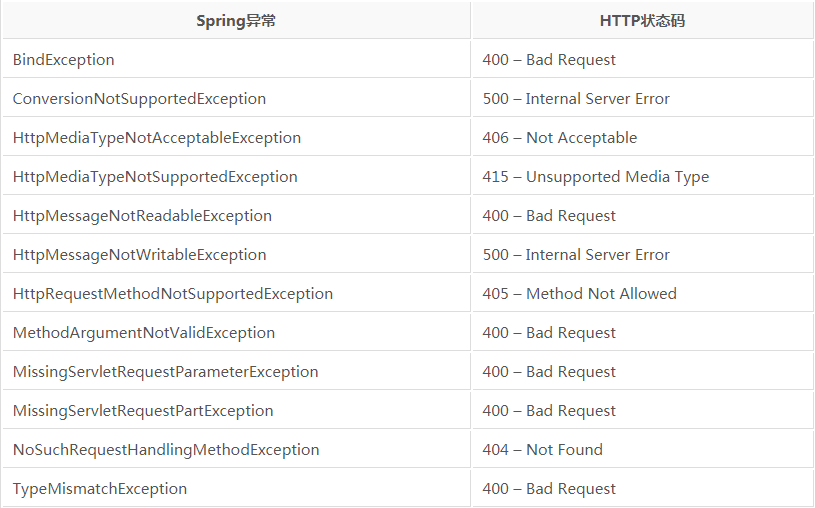 Spring异常 HTTP状态码
BindException 400 – Bad Request
ConversionNotSupportedException 500 – Internal Server Error
HttpMediaTypeNotAcceptableException 406 – Not Acceptable
HttpMediaTypeNotSupportedException 415 – Unsupported Media Type
HttpMessageNotReadableException 400 – Bad Request
HttpMessageNotWritableException 500 – Internal Server Error
HttpRequestMethodNotSupportedException 405 – Method Not Allowed
MethodArgumentNotValidException 400 – Bad Request
MissingServletRequestParameterException 400 – Bad Request
MissingServletRequestPartException 400 – Bad Request
NoSuchRequestHandlingMethodException 404 – Not Found
TypeMismatchException 400 – Bad Request